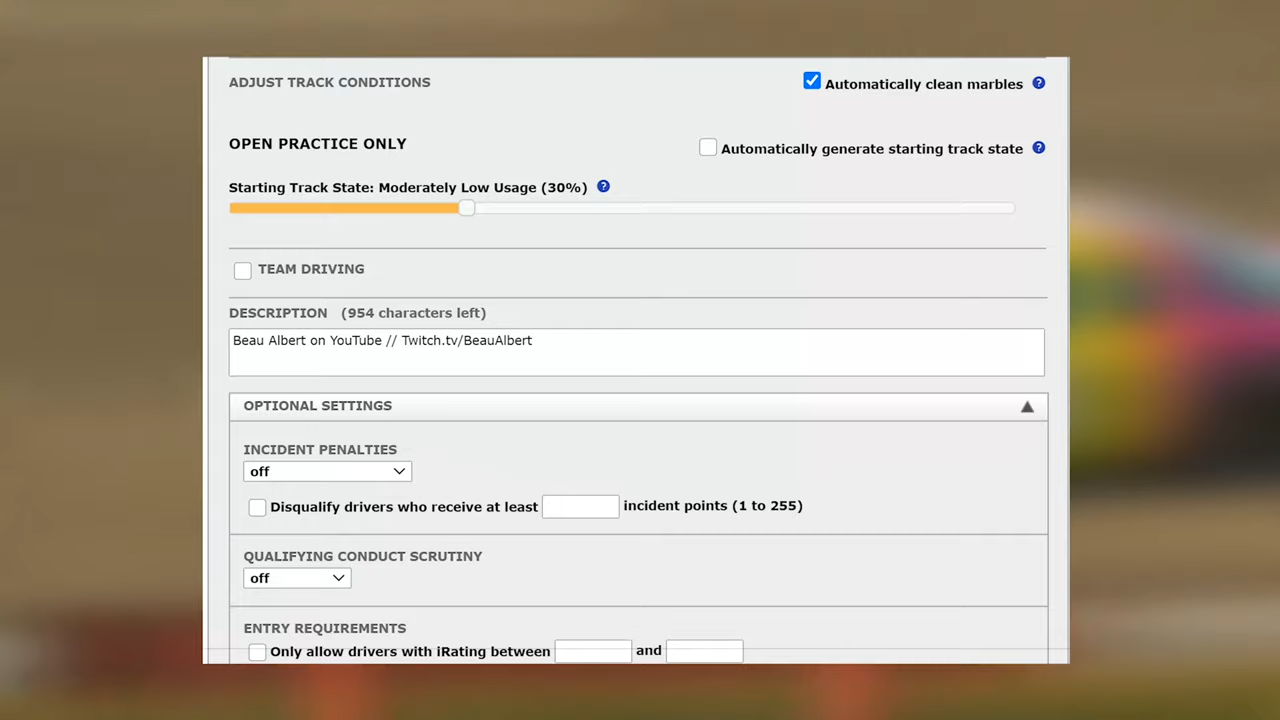 ADJUST TRACK CONDITIONS
Automatically clean marbles ?
OPEN PRACTICE ONLY
Automatically generate starting track state ?
Starting Track State: Moderately Low Usage (30%) ?
TEAM DRIVING
DESCRIPTION (954 characters left)
Beau Albert on YouTube // Twitch.tv/BeauAlbert
OPTIONAL SETTINGS
INCIDENT PENALTIES
off
Disqualify drivers who receive at least incident points (1 to 255)
QUALIFYING CONDUCT SCRUTINY
off
ENTRY REQUIREMENTS
Only allow drivers with iRating between and